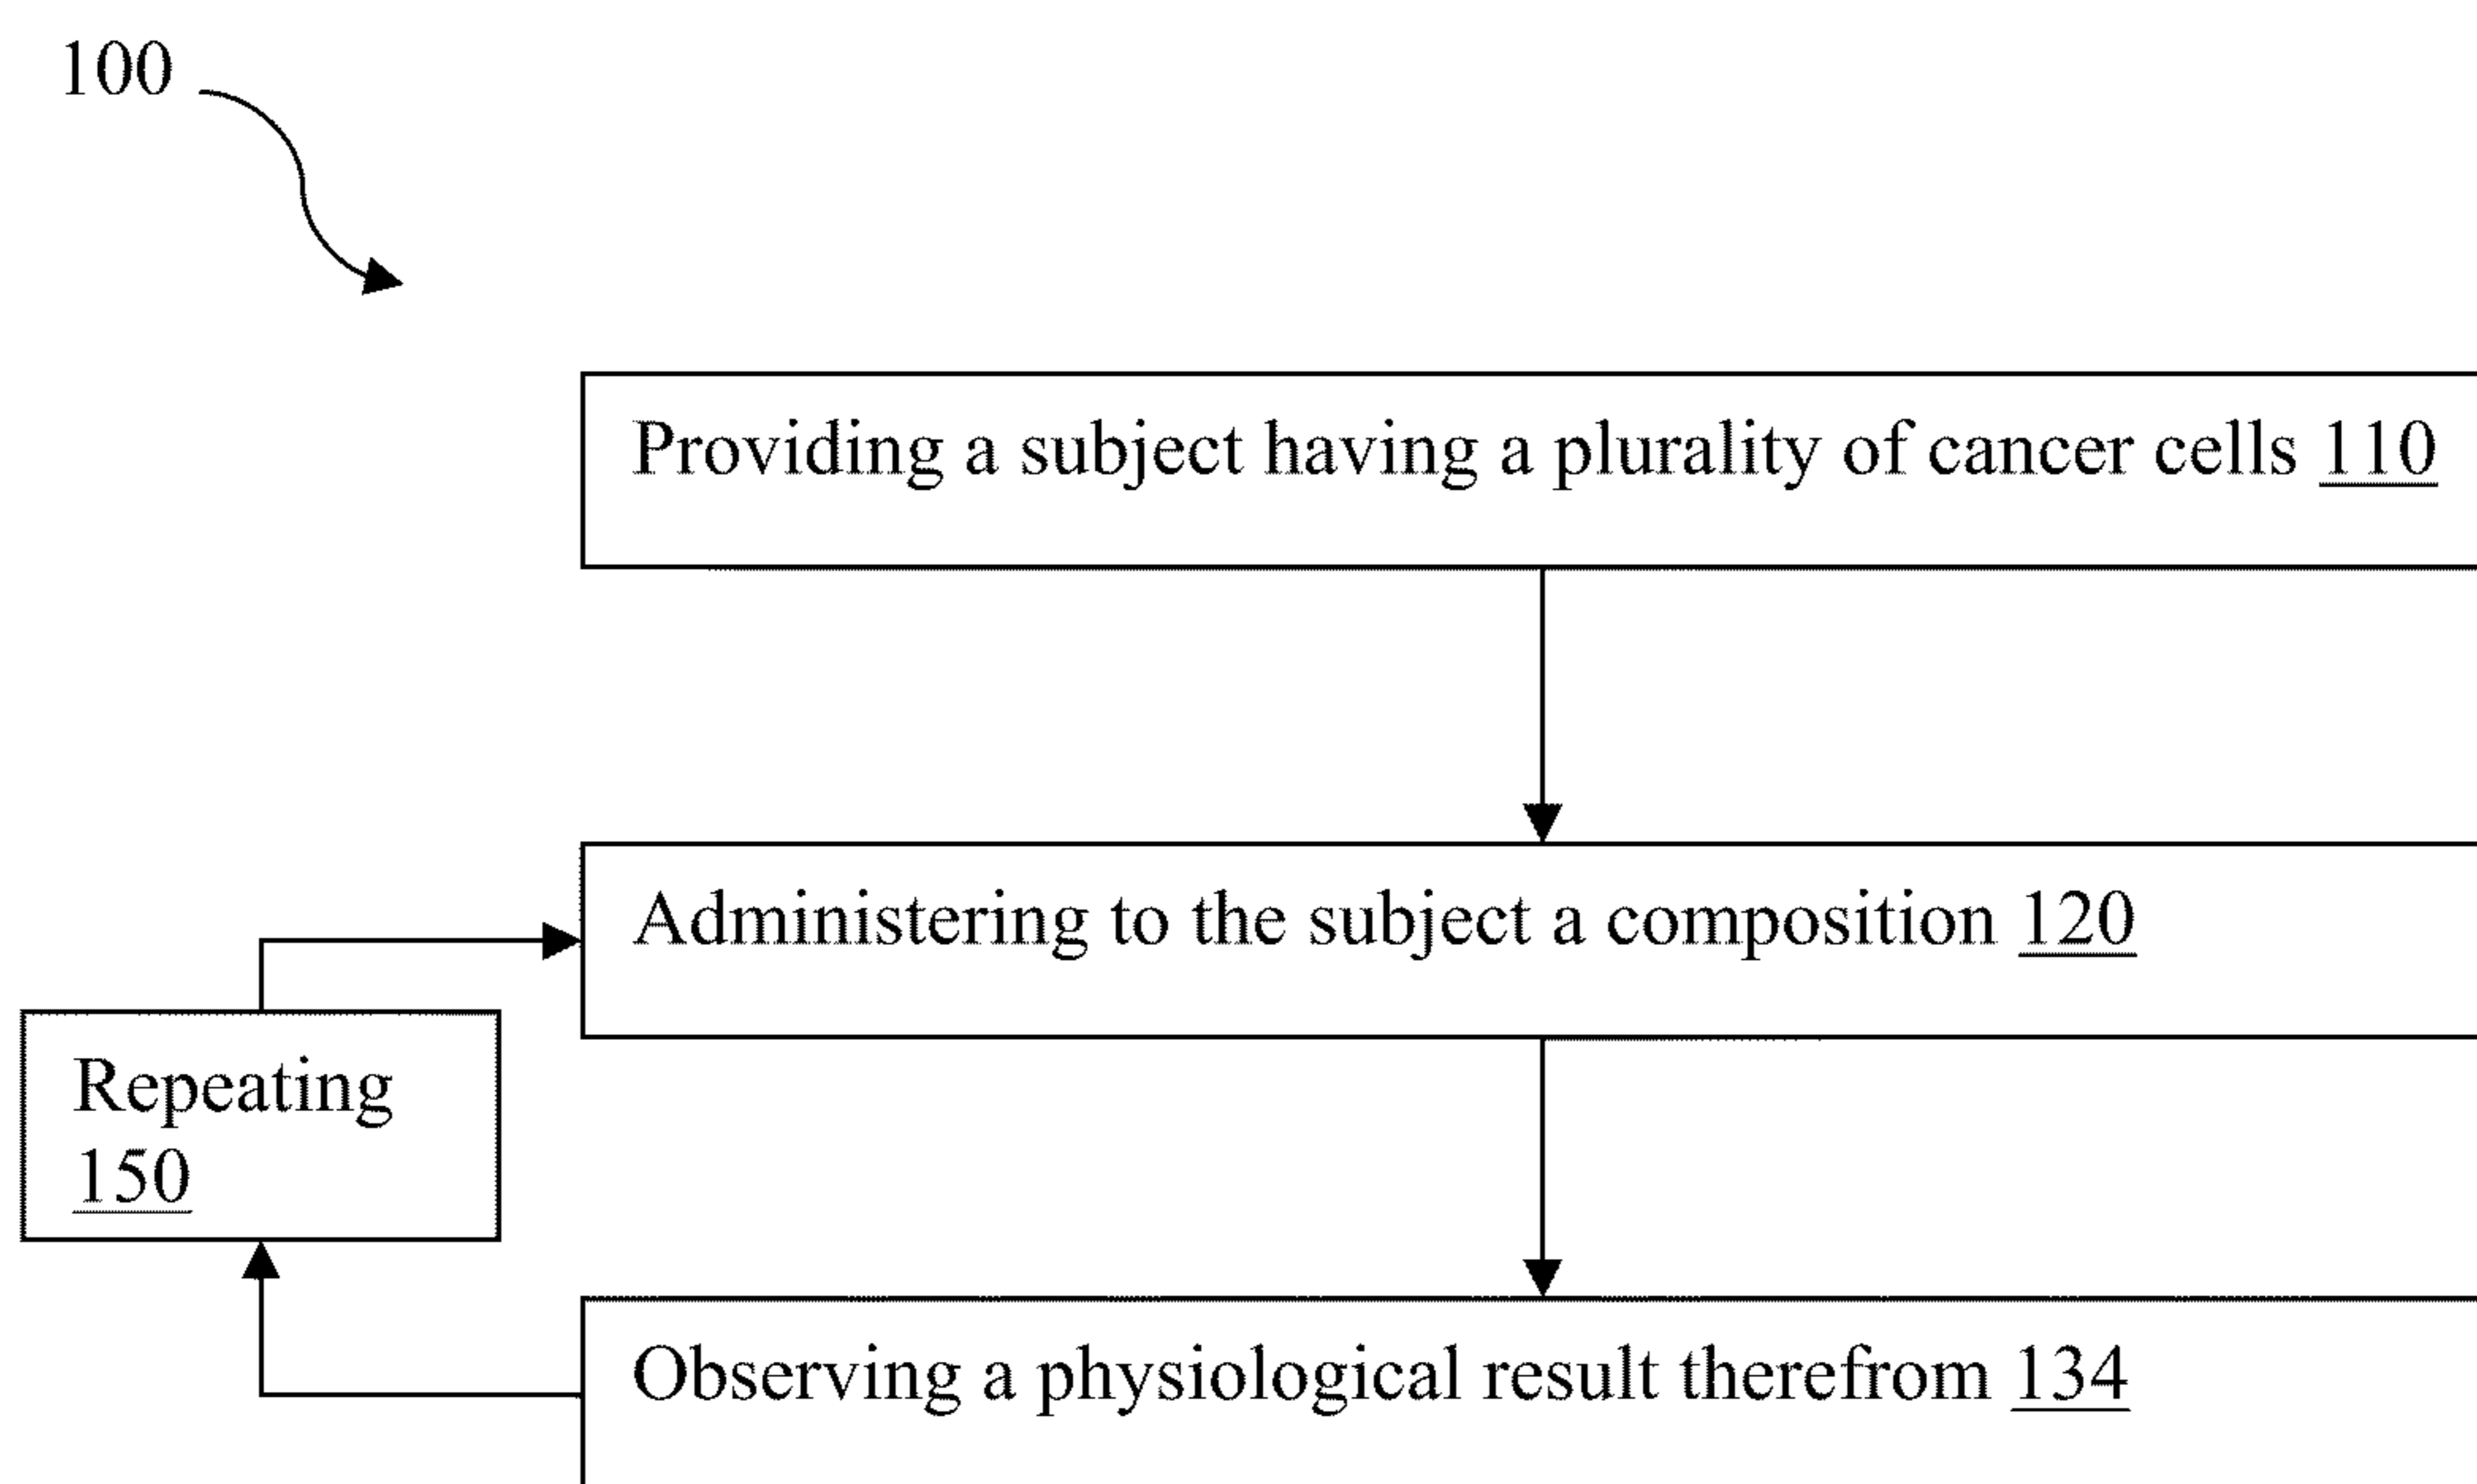 100
Providing a subject having a plurality of cancer cells 110
Administering to the subject a composition 120
Repeating
150
Observing a physiological result therefrom 134